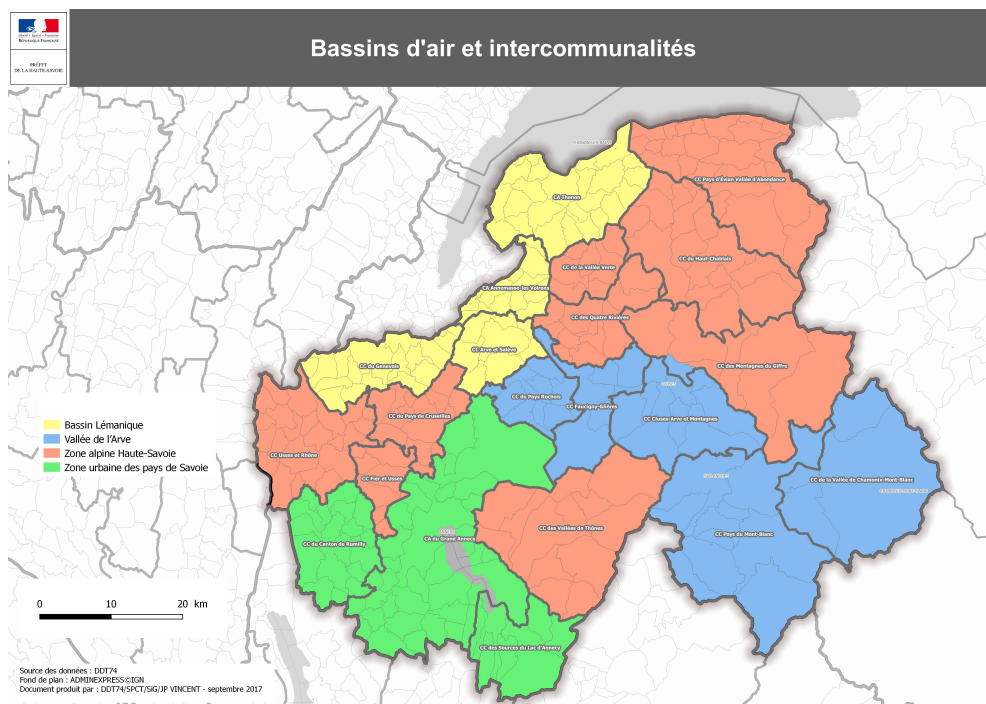 Liberté • Égalité • Fraternité
RÉPUBLIQUE FRANÇAISE
PRÉFET
DE LA HAUTE-SAVOIE
Bassins d'air et intercommunalités
CC Pays d'Évian Vallée d'Abondance
CA Thonon
CC du Haut-Chablais
CC de la Vallée Verte
CA Annemasse-les Voirons
CC des Quatre Rivières
CC Arve et Salève
CC du Genevois
CC des Montagnes du Giffre
CC du Pays Rochois
CC Faucigny-Glières
CC du Pays de Cruseilles
CC Cluses-Arve et Montagnes
Bassin Lémanique
Vallée de l'Arve
Zone alpine Haute-Savoie
Zone urbaine des pays de Savoie
CC Usses et Rhône
CC Fier et Usses
CC de la Vallée de Chamonix-Mont-Blanc
CC des Vallées de Thônes
CC Pays du Mont-Blanc
CA du Grand Annecy
CC du Canton de Rumilly
CC des Sources du Lac d'Annecy
0 10 20 km
Source des données : DDT74
Fond de plan : ADMINEXPRESS©IGN
Document produit par : DDT74/SPCT/SiG/JP VINCENT - septembre 2017